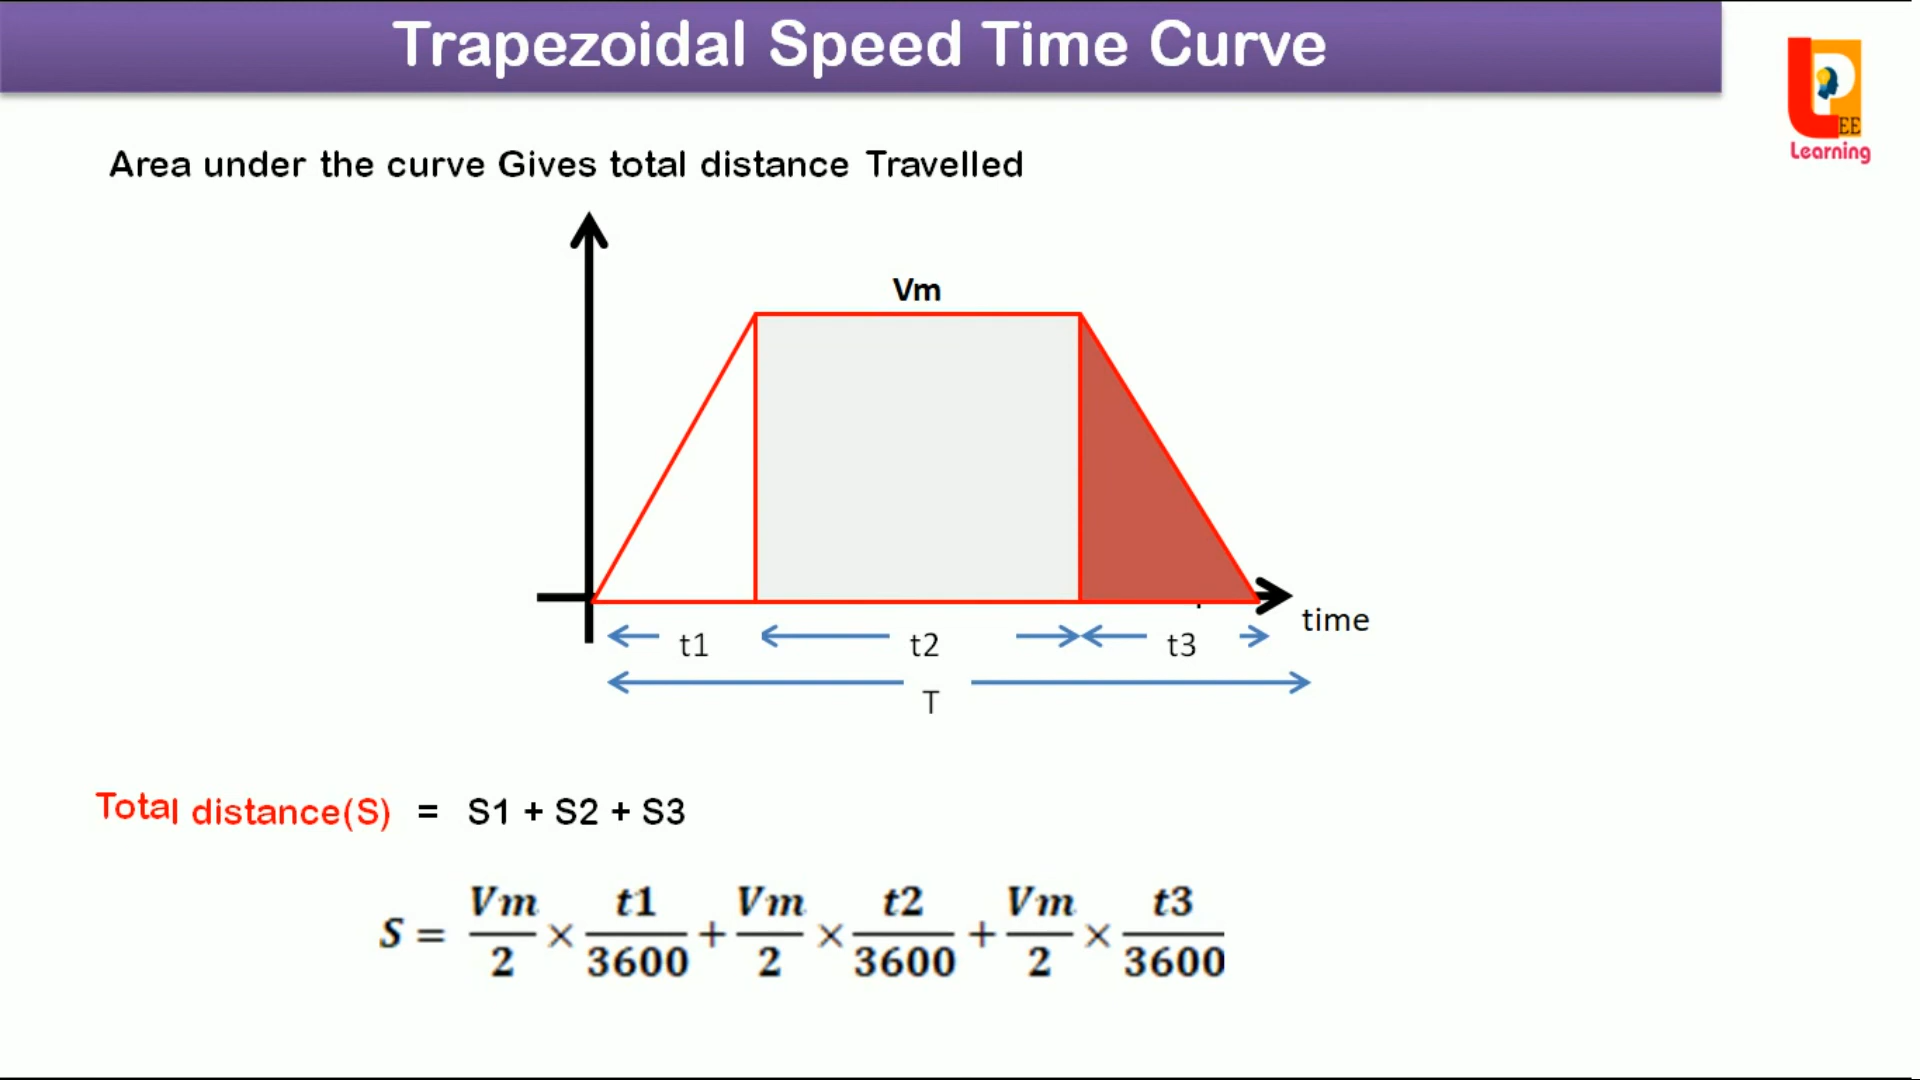 Trapezoidal Speed Time Curve
LP
EE
Learning
Area under the curve Gives total distance Travelled
Vm
time
t1 t2 t3
T
Total distance(S) = S1 + S2 + S3
S = Vm/2 × t1/3600 + Vm/2 × t2/3600 + Vm/2 × t3/3600